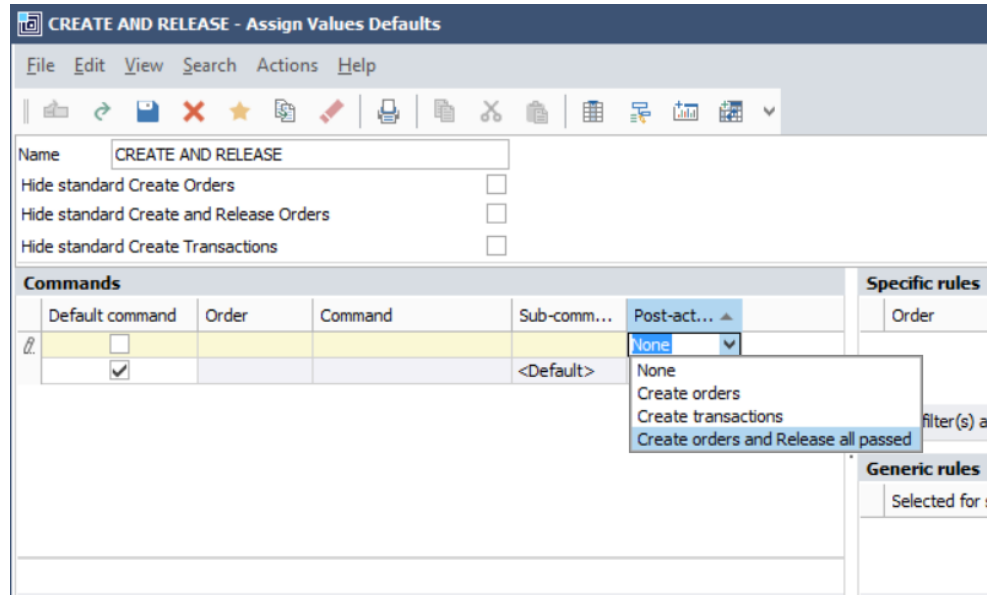 CREATE AND RELEASE - Assign Values Defaults
File Edit View Search Actions Help
Name CREATE AND RELEASE
Hide standard Create Orders
Hide standard Create and Release Orders
Hide standard Create Transactions
Commands Specific rules
Default command Order Command Sub-comm... Post-act... Order
None
<Default> None
Create orders
Create transactions filter(s) a
Create orders and Release all passed
Generic rules
Selected for